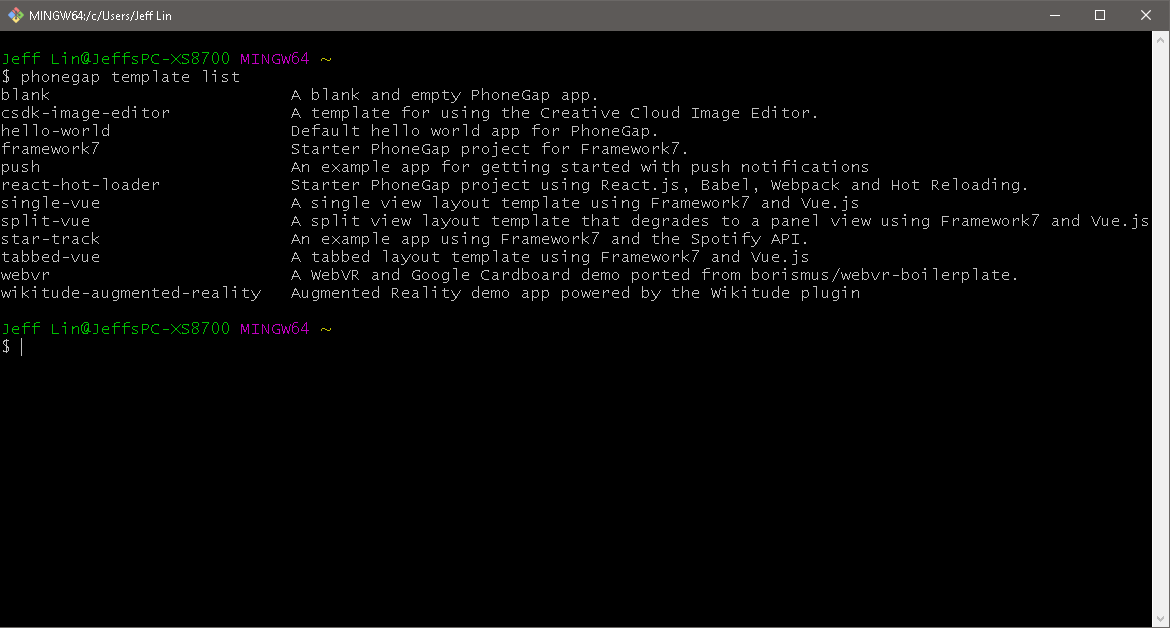 MINGW64:/c/Users/Jeff Lin
Jeff Lin@JeffsPC-XS8700 MINGW64 ~
$ phonegap template list
blank A blank and empty PhoneGap app.
csdk-image-editor A template for using the Creative Cloud Image Editor.
hello-world Default hello world app for PhoneGap.
framework7 Starter PhoneGap project for Framework7.
push An example app for getting started with push notifications
react-hot-loader Starter PhoneGap project using React.js, Babel, Webpack and Hot Reloading.
single-vue A single view layout template using Framework7 and Vue.js
split-vue A split view layout template that degrades to a panel view using Framework7 and Vue.js
star-track An example app using Framework7 and the Spotify API.
tabbed-vue A tabbed layout template using Framework7 and Vue.js
webvr A WebVR and Google Cardboard demo ported from borismus/webvr-boilerplate.
wikitude-augmented-reality Augmented Reality demo app powered by the Wikitude plugin
Jeff Lin@JeffsPC-XS8700 MINGW64 ~
$